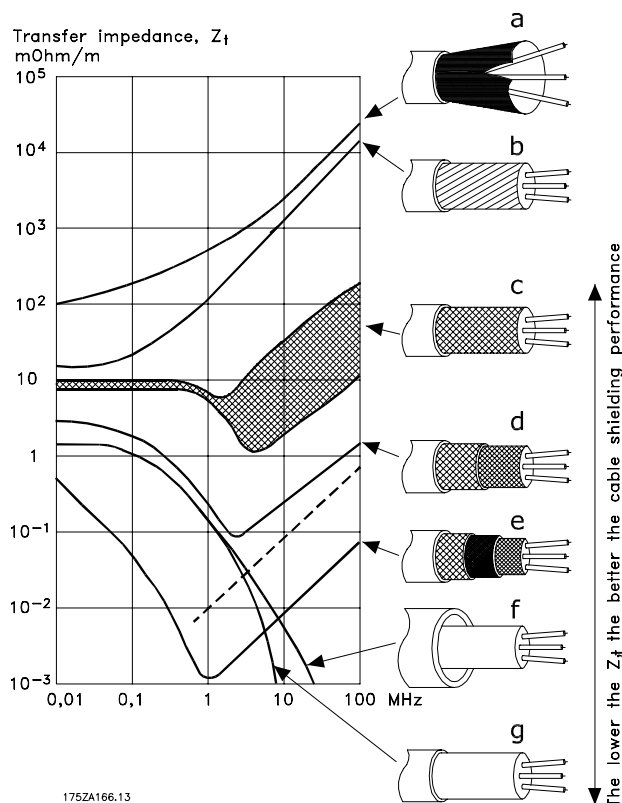 Transfer impedance, Zt
mOhm/m
10⁵
10⁴
10³
10²
10
1
10⁻¹
10⁻²
10⁻³
0,01
0,1
1
10
100 MHz
a
b
c
d
e
f
g
The lower the Zt the better the cable shielding performance
175ZA166.13